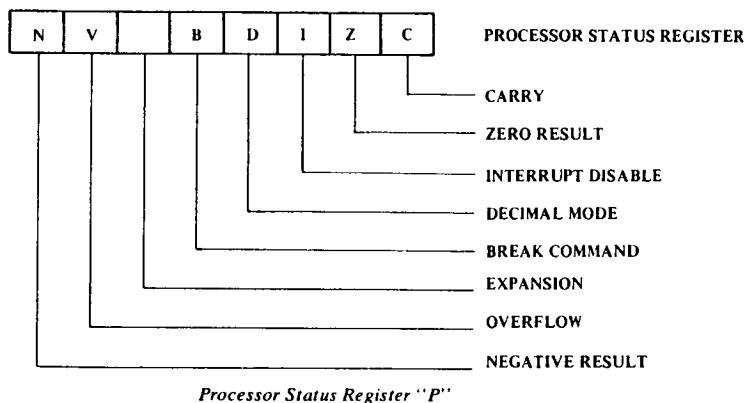 N V B D I Z C PROCESSOR STATUS REGISTER
CARRY
ZERO RESULT
INTERRUPT DISABLE
DECIMAL MODE
BREAK COMMAND
EXPANSION
OVERFLOW
NEGATIVE RESULT
Processor Status Register "P"